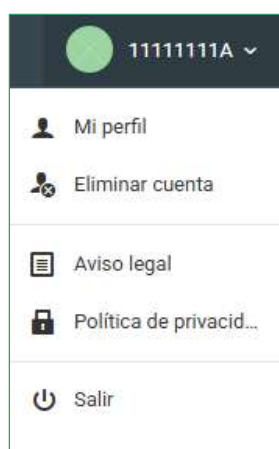 11111111A
Mi perfil
Eliminar cuenta
Aviso legal
Política de privacid...
Salir